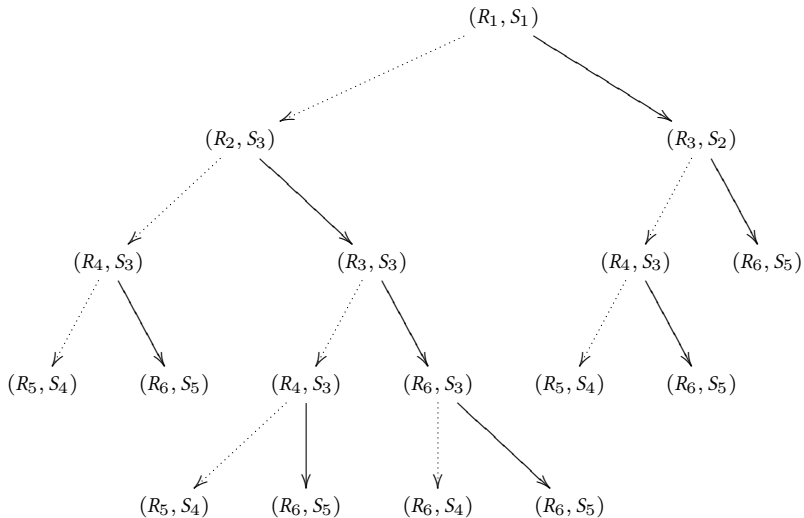 (R₁, S₁)
(R₂, S₃) (R₃, S₂)
(R₄, S₃) (R₃, S₃) (R₄, S₃) (R₆, S₅)
(R₅, S₄) (R₆, S₅) (R₄, S₃) (R₆, S₃) (R₅, S₄) (R₆, S₅)
(R₅, S₄) (R₆, S₅) (R₆, S₄) (R₆, S₅)